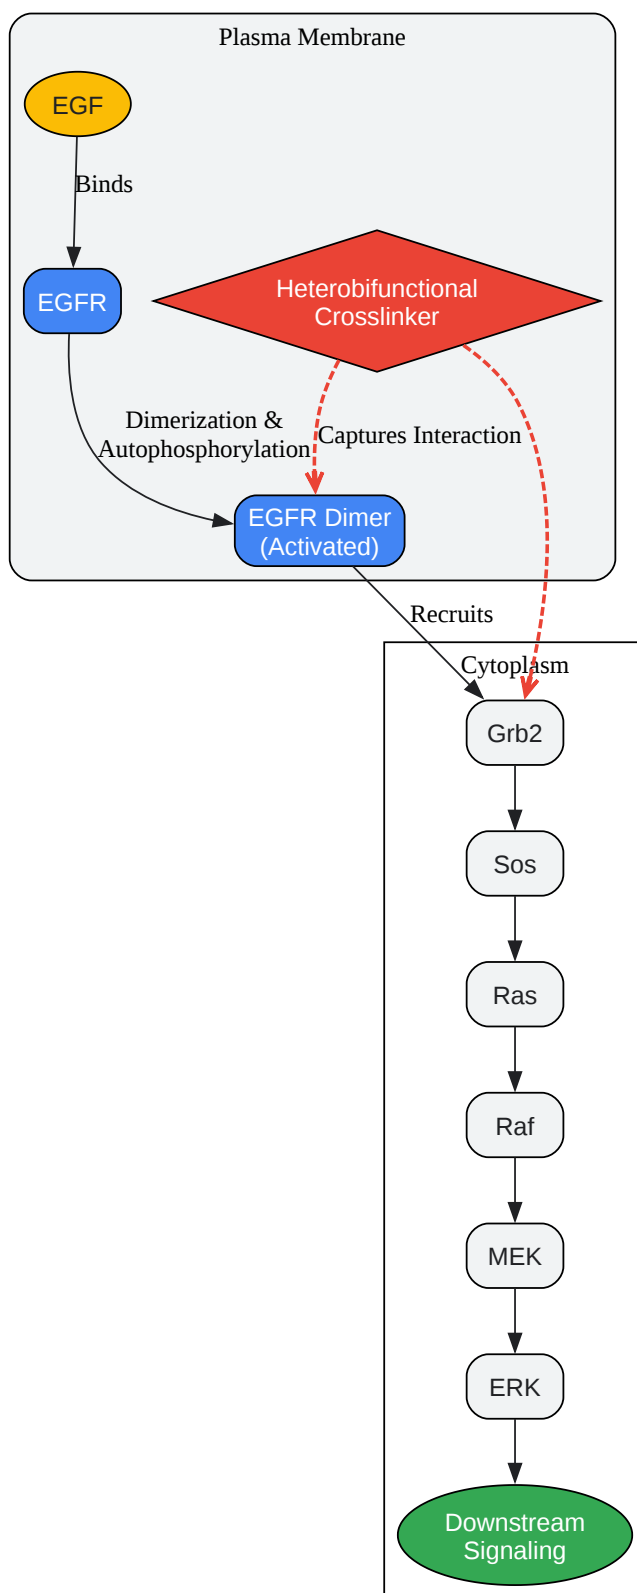 Plasma Membrane
EGF
Binds
EGFR
Heterobifunctional
Crosslinker
Dimerization &
Autophosphorylation
Captures Interaction
EGFR Dimer
(Activated)
Recruits
Cytoplasm
Grb2
Sos
Ras
Raf
MEK
ERK
Downstream
Signaling